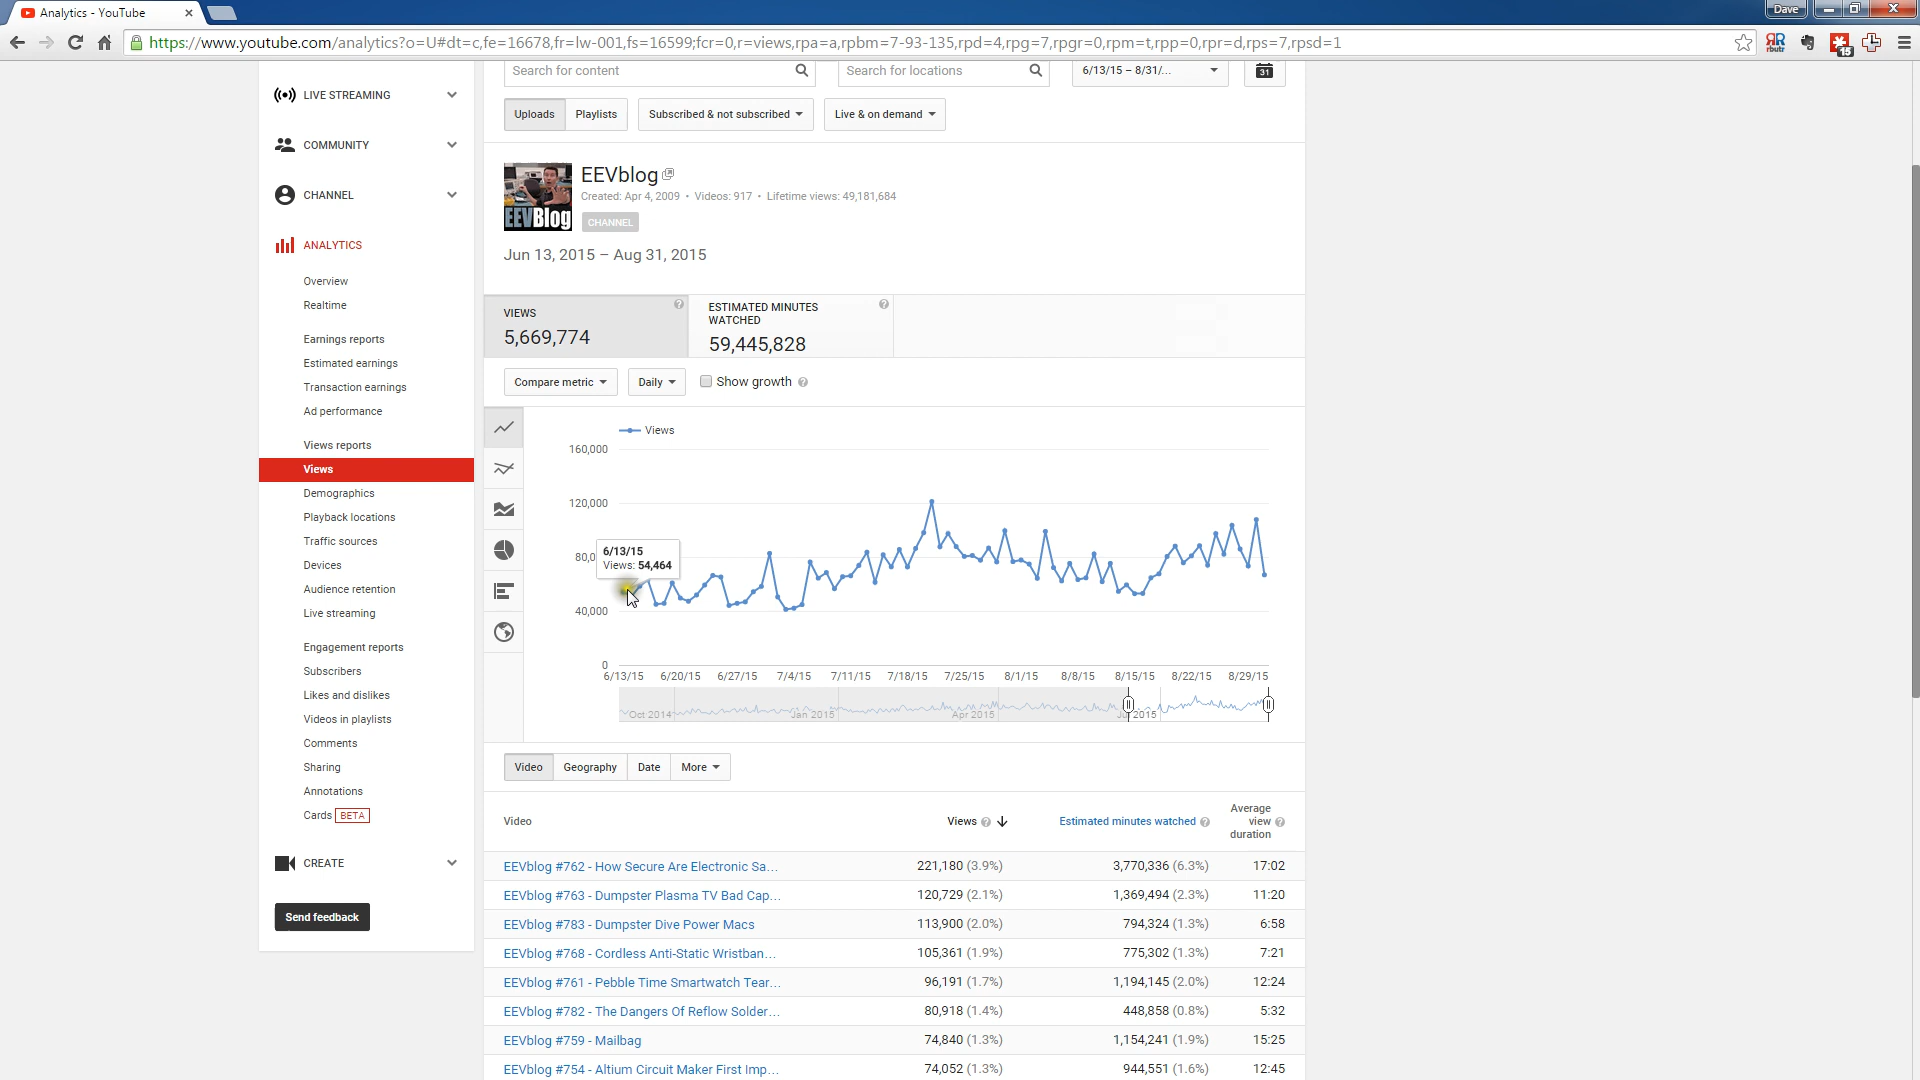 Analytics - YouTube
Dave
https://www.youtube.com/analytics?o=U#dt=c,fe=16678,fr=lw-001,fs=16599;fcr=0,r=views,rpa=a,rpbm=7-93-135,rpd=4,rpg=7,rpgr=0,rpm=t,rpp=0,rpr=d,rps=7,rpsd=1
rbutr
15
LIVE STREAMING
COMMUNITY
CHANNEL
ANALYTICS
Overview
Realtime
Earnings reports
Estimated earnings
Transaction earnings
Ad performance
Views reports
Views
Demographics
Playback locations
Traffic sources
Devices
Audience retention
Live streaming
Engagement reports
Subscribers
Likes and dislikes
Videos in playlists
Comments
Sharing
Annotations
Cards BETA
CREATE
Send feedback
Search for content
Search for locations
6/13/15 – 8/31/...
31
Uploads Playlists Subscribed & not subscribed Live & on demand
EEVblog
Created: Apr 4, 2009 • Videos: 917 • Lifetime views: 49,181,684
EEVBlog
CHANNEL
Jun 13, 2015 – Aug 31, 2015
VIEWS
5,669,774
ESTIMATED MINUTES
WATCHED
59,445,828
Compare metric Daily Show growth
Views
160,000
120,000
80,0
40,000
0
6/13/15
Views: 54,464
6/13/15 6/20/15 6/27/15 7/4/15 7/11/15 7/18/15 7/25/15 8/1/15 8/8/15 8/15/15 8/22/15 8/29/15
Oct 2014 Jan 2015 Apr 2015 2015
Video Geography Date More
Video Views Estimated minutes watched Average
view
duration
EEVblog #762 - How Secure Are Electronic Sa... 221,180 (3.9%) 3,770,336 (6.3%) 17:02
EEVblog #763 - Dumpster Plasma TV Bad Cap... 120,729 (2.1%) 1,369,494 (2.3%) 11:20
EEVblog #783 - Dumpster Dive Power Macs 113,900 (2.0%) 794,324 (1.3%) 6:58
EEVblog #768 - Cordless Anti-Static Wristban... 105,361 (1.9%) 775,302 (1.3%) 7:21
EEVblog #761 - Pebble Time Smartwatch Tear... 96,191 (1.7%) 1,194,145 (2.0%) 12:24
EEVblog #782 - The Dangers Of Reflow Solder... 80,918 (1.4%) 448,858 (0.8%) 5:32
EEVblog #759 - Mailbag 74,840 (1.3%) 1,154,241 (1.9%) 15:25
EEVblog #754 - Altium Circuit Maker First Imp... 74,052 (1.3%) 944,551 (1.6%) 12:45